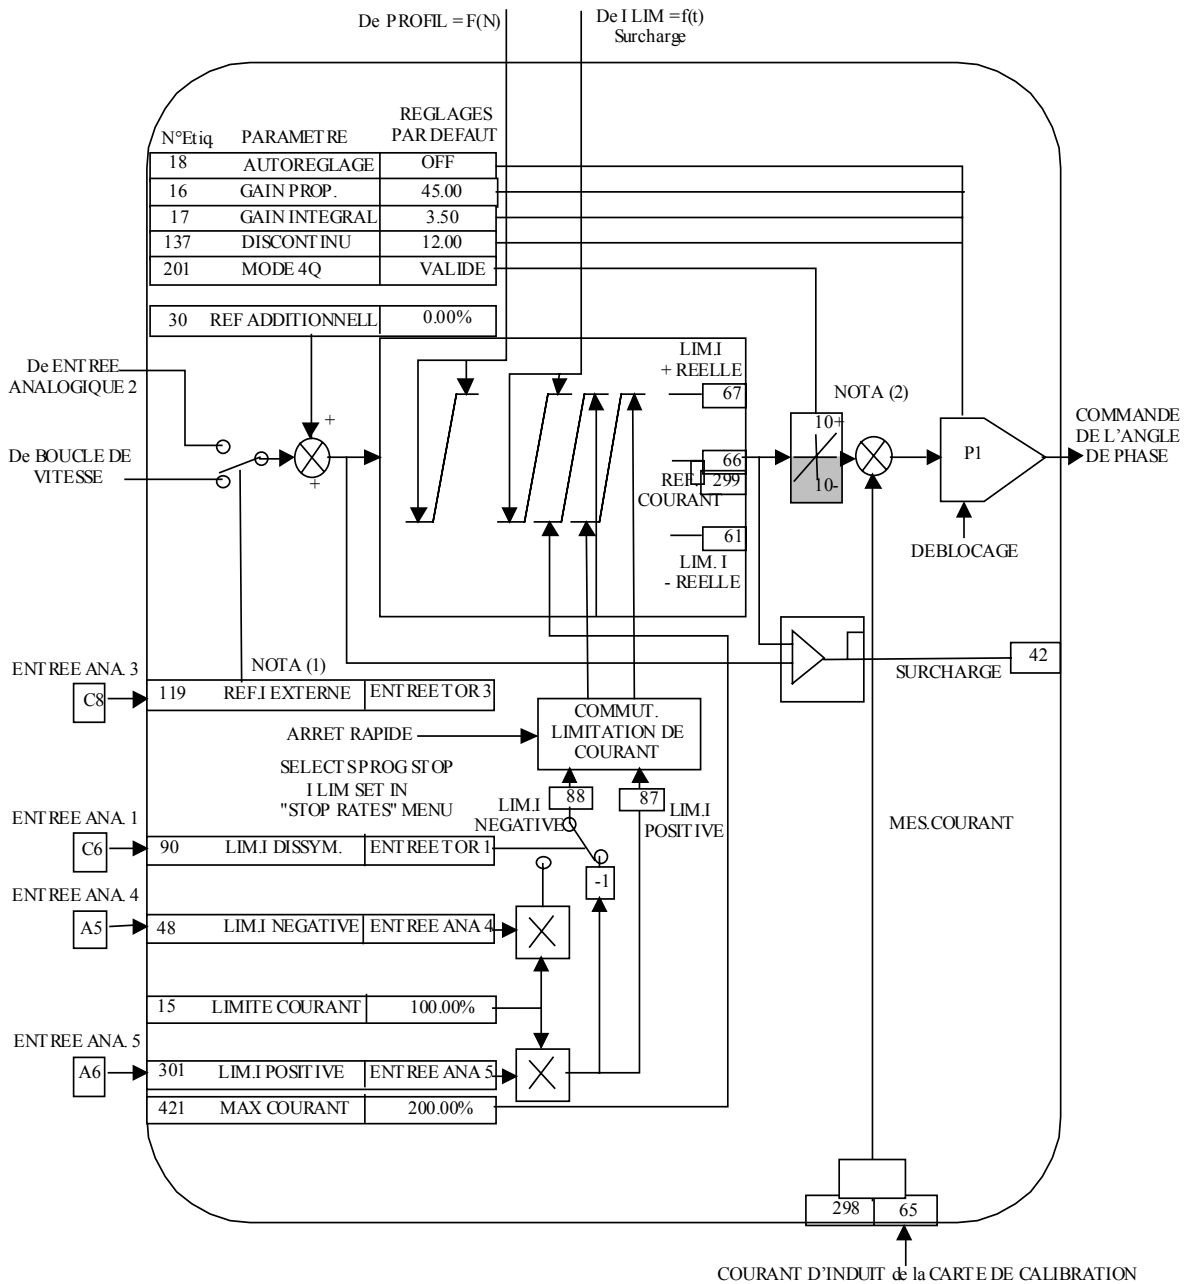 De PROFIL = F(N)
De I LIM = f(t)
Surcharge
N°Etiq. PARAMETRE
REGLAGES
PAR DEFAUT
18 AUTOREGLAGE OFF
16 GAIN PROP. 45.00
17 GAIN INTEGRAL 3.50
137 DISCONTINU 12.00
201 MODE 4Q VALIDE
30 REF ADDITIONNELL 0.00%
De ENTREE
ANALOGIQUE 2
De BOUCLE DE
VITESSE
+
+
LIM.I
+ REELLE
67
66
299
REF.
COURANT
61
LIM. I
- REELLE
NOTA (2)
10+
10-
P1
COMMANDE
DE L'ANGLE
DE PHASE
DEBLOCAGE
SURCHARGE
42
ENTREE ANA. 3
C8
NOTA (1)
119 REF.I EXTERNE ENTREE TOR 3
ARRET RAPIDE
COMMUT.
LIMITATION DE
COURANT
SELECTS PROG STOP
I LIM SET IN
"STOP RATES" MENU
88
87
LIM.I
NEGATIVE
LIM.I
POSITIVE
MES.COURANT
ENTREE ANA. 1
C6
90 LIM.I DISSYM. ENTREE TOR 1
-1
ENTREE ANA. 4
A5
48 LIM.I NEGATIVE ENTREE ANA 4
15 LIMITE COURANT 100.00%
ENTREE ANA. 5
A6
301 LIM.I POSITIVE ENTREE ANA 5
421 MAX COURANT 200.00%
298 65
COURANT D'INDUIT de la CARTE DE CALIBRATION